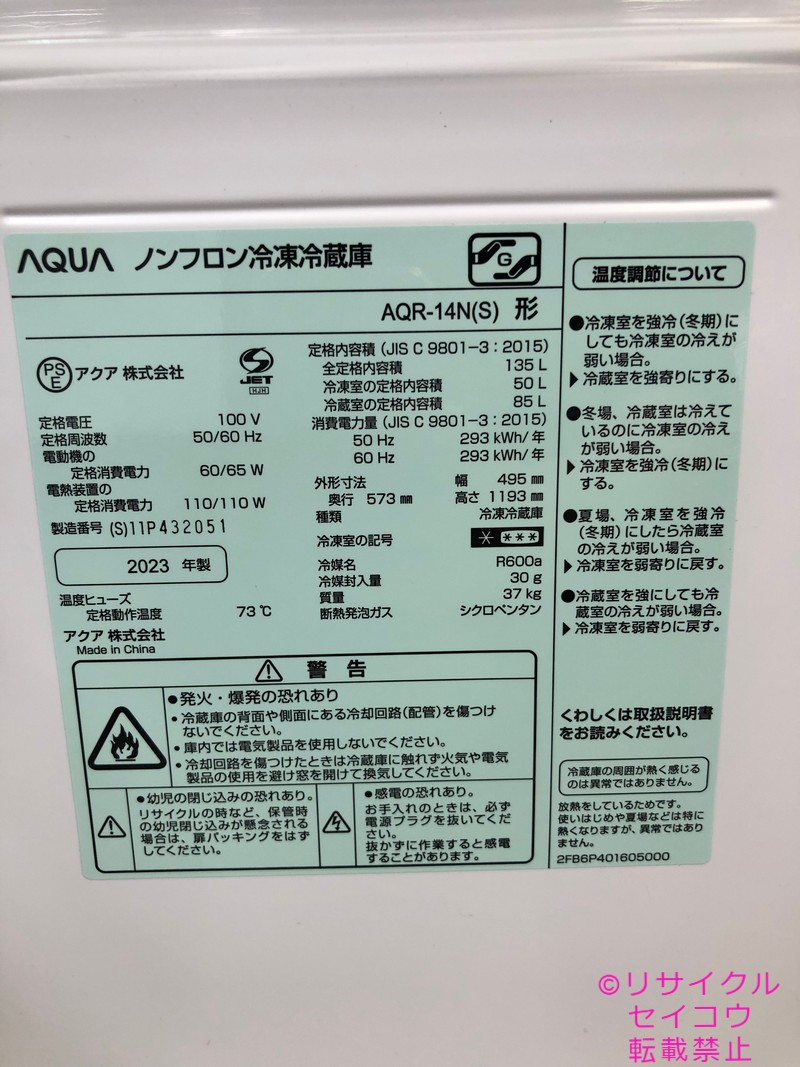 AQUA ノンフロン冷凍冷蔵庫
G
AQR-14N(S) 形
PS
E
アクア 株式会社
JET
HJH
定格電圧 100 V
定格周波数 50/60 Hz
電動機の
定格消費電力 60/65 W
電熱装置の
定格消費電力 110/110 W
製造番号 (S)11P432051
2023 年製
温度ヒューズ
定格動作温度 73 ℃
アクア 株式会社
Made in China
定格内容積 (JIS C 9801-3 : 2015)
全定格内容積 135 L
冷凍室の定格内容積 50 L
冷蔵室の定格内容積 85 L
消費電力量 (JIS C 9801-3 : 2015)
50 Hz 293 kWh/年
60 Hz 293 kWh/年
外形寸法 幅 495 ㎜
奥行 573 ㎜ 高さ 1193 ㎜
種類 冷凍冷蔵庫
冷凍室の記号 * ***
冷媒名 R600a
冷媒封入量 30 g
質量 37 kg
断熱発泡ガス シクロペンタン
⚠ 警告
●発火・爆発の恐れあり
・冷蔵庫の背面や側面にある冷却回路(配管)を傷つけ
ないでください。
・庫内では電気製品を使用しないでください。
・冷却回路を傷つけたときは冷蔵庫に触れず火気や電気
製品の使用を避け窓を開けて換気してください。
●幼児の閉じ込みの恐れあり。
リサイクルの時など、保管時
の幼児閉じ込みが懸念される
場合は、扉パッキングをはず
してください。
●感電の恐れあり。
お手入れのときは、必ず
電源プラグを抜いてくだ
さい。
抜かずに作業すると感電
することがあります。
温度調節について
●冷凍室を強冷(冬期)に
しても冷凍室の冷えが
弱い場合。
▶冷蔵室を強寄りにする。
●冬場、冷蔵室は冷えて
いるのに冷凍室の冷え
が弱い場合。
▶冷凍室を強冷(冬期)に
する。
●夏場、冷凍室を強冷
(冬期)にしたら冷蔵室
の冷えが弱い場合。
▶冷凍室を弱寄りに戻す。
●冷蔵室を強にしても冷
蔵室の冷えが弱い場合。
▶冷凍室を弱寄りに戻す。
くわしくは取扱説明書
をお読みください。
冷蔵庫の周囲が熱く感じる
のは異常ではありません。
放熱をしているためです。
使いはじめや夏場などは特に
熱くなりますが、異常ではあり
ません。
2FB6P401605000
©リサイクル
セイコウ
転載禁止